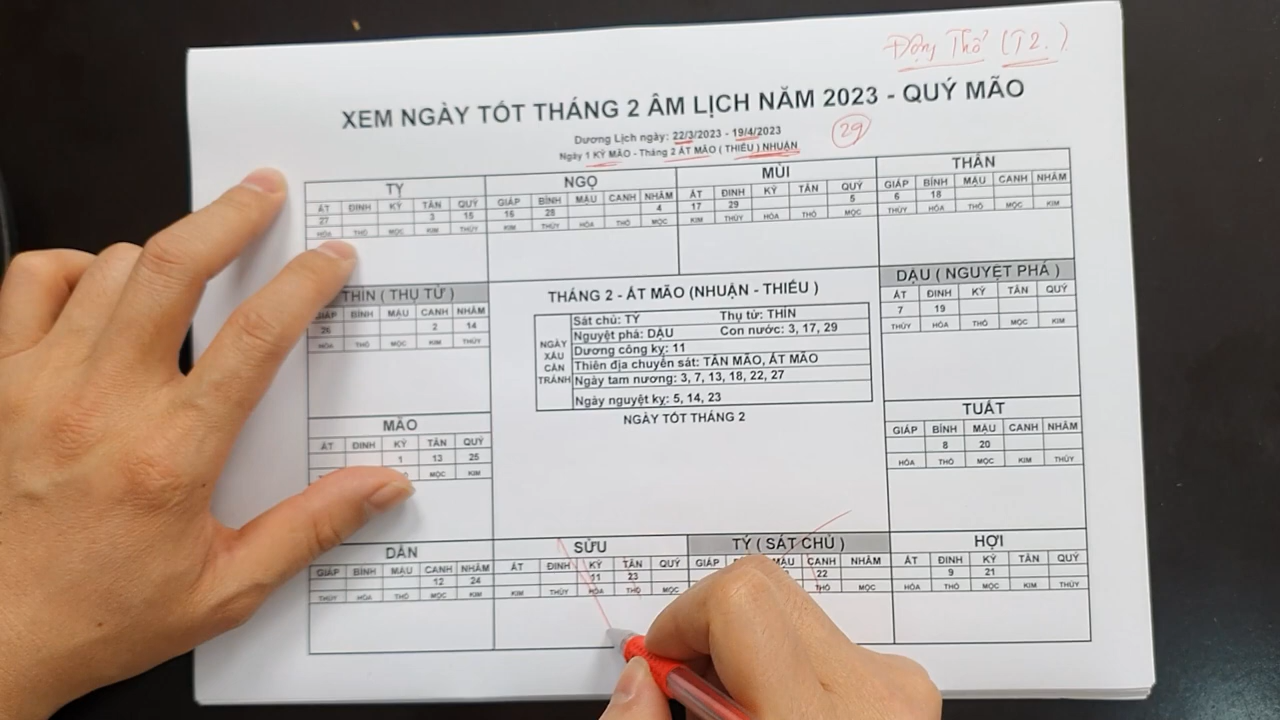 Động Thổ (T2.)
XEM NGÀY TỐT THÁNG 2 ÂM LỊCH NĂM 2023 - QUÝ MÃO
Dương Lịch ngày: 22/3/2023 - 19/4/2023
29
Ngày 1 KỶ MÃO - Tháng 2 ẤT MÃO ( THIẾU ) NHUẬN
TỴ
ẤT ĐINH KỶ TÂN QUÝ
27 3 15
HỎA THỔ MỘC KIM THỦY
NGỌ
GIÁP BÍNH MẬU CANH NHÂM
16 28 4
KIM THỦY HỎA THỔ MỘC
MÙI
ẤT ĐINH KỶ TÂN QUÝ
17 29 5
KIM THỦY HỎA THỔ MỘC
THÂN
GIÁP BÍNH MẬU CANH NHÂM
6 18
THỦY HỎA THỔ MỘC KIM
THÌN ( THỤ TỬ )
GIÁP BÍNH MẬU CANH NHÂM
26 2 14
HỎA THỔ MỘC KIM THỦY
THÁNG 2 - ẤT MÃO (NHUẬN - THIẾU )
NGÀY XẤU CẦN TRÁNH
Sát chủ: TÝ Thụ tử: THÌN
Nguyệt phá: DẬU Con nước: 3, 17, 29
Dương công kỵ: 11
Thiên địa chuyển sát: TÂN MÃO, ẤT MÃO
Ngày tam nương: 3, 7, 13, 18, 22, 27
Ngày nguyệt kỵ: 5, 14, 23
NGÀY TỐT THÁNG 2
DẬU ( NGUYỆT PHÁ )
ẤT ĐINH KỶ TÂN QUÝ
7 19
THỦY HỎA THỔ MỘC KIM
MÃO
ẤT ĐINH KỶ TÂN QUÝ
1 13 25
MỘC KIM
TUẤT
GIÁP BÍNH MẬU CANH NHÂM
8 20
HỎA THỔ MỘC KIM THỦY
DẦN
GIÁP BÍNH MẬU CANH NHÂM
12 24
THỦY HỎA THỔ MỘC KIM
SỬU
ẤT ĐINH KỶ TÂN QUÝ
11 23
KIM THỦY HỎA THỔ MỘC
TÝ ( SÁT CHỦ )
GIÁP MẬU CANH NHÂM
22
THỔ MỘC
HỢI
ẤT ĐINH KỶ TÂN QUÝ
9 21
HỎA THỔ MỘC KIM THỦY